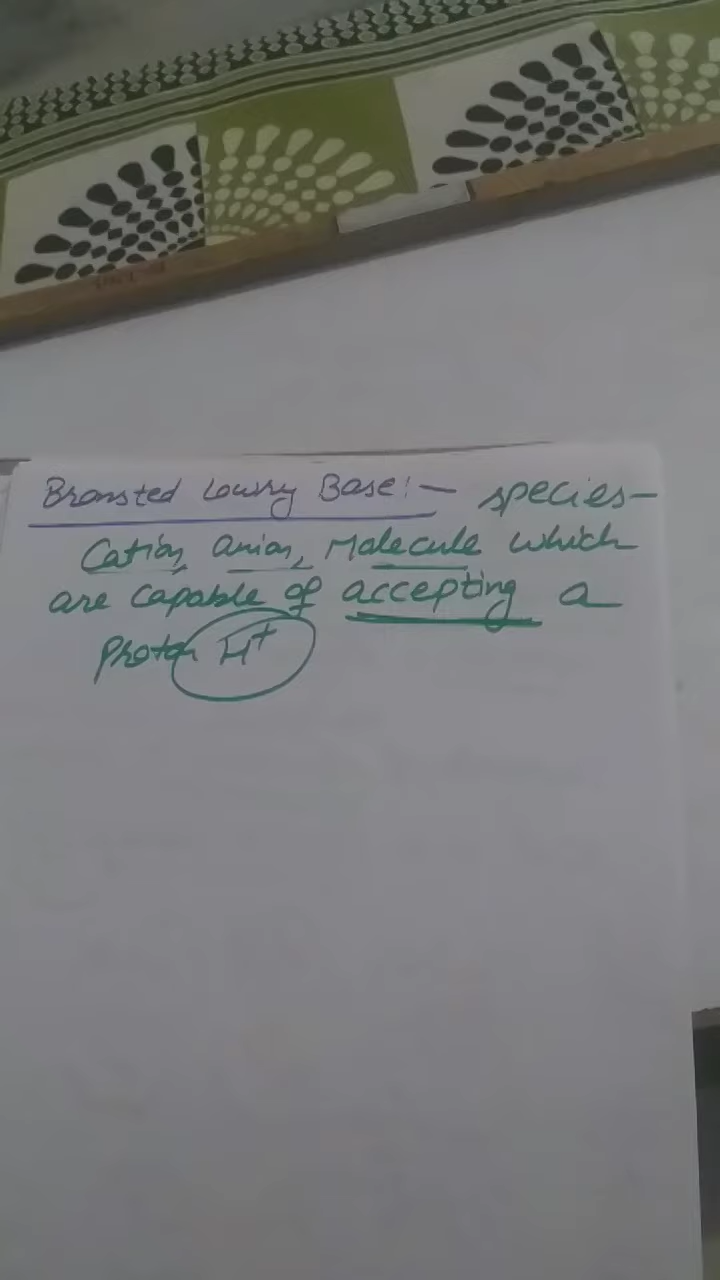 Bronsted Lowry Base:- species-
Cation, anion, Molecule which
are capable of accepting a
Proton H+